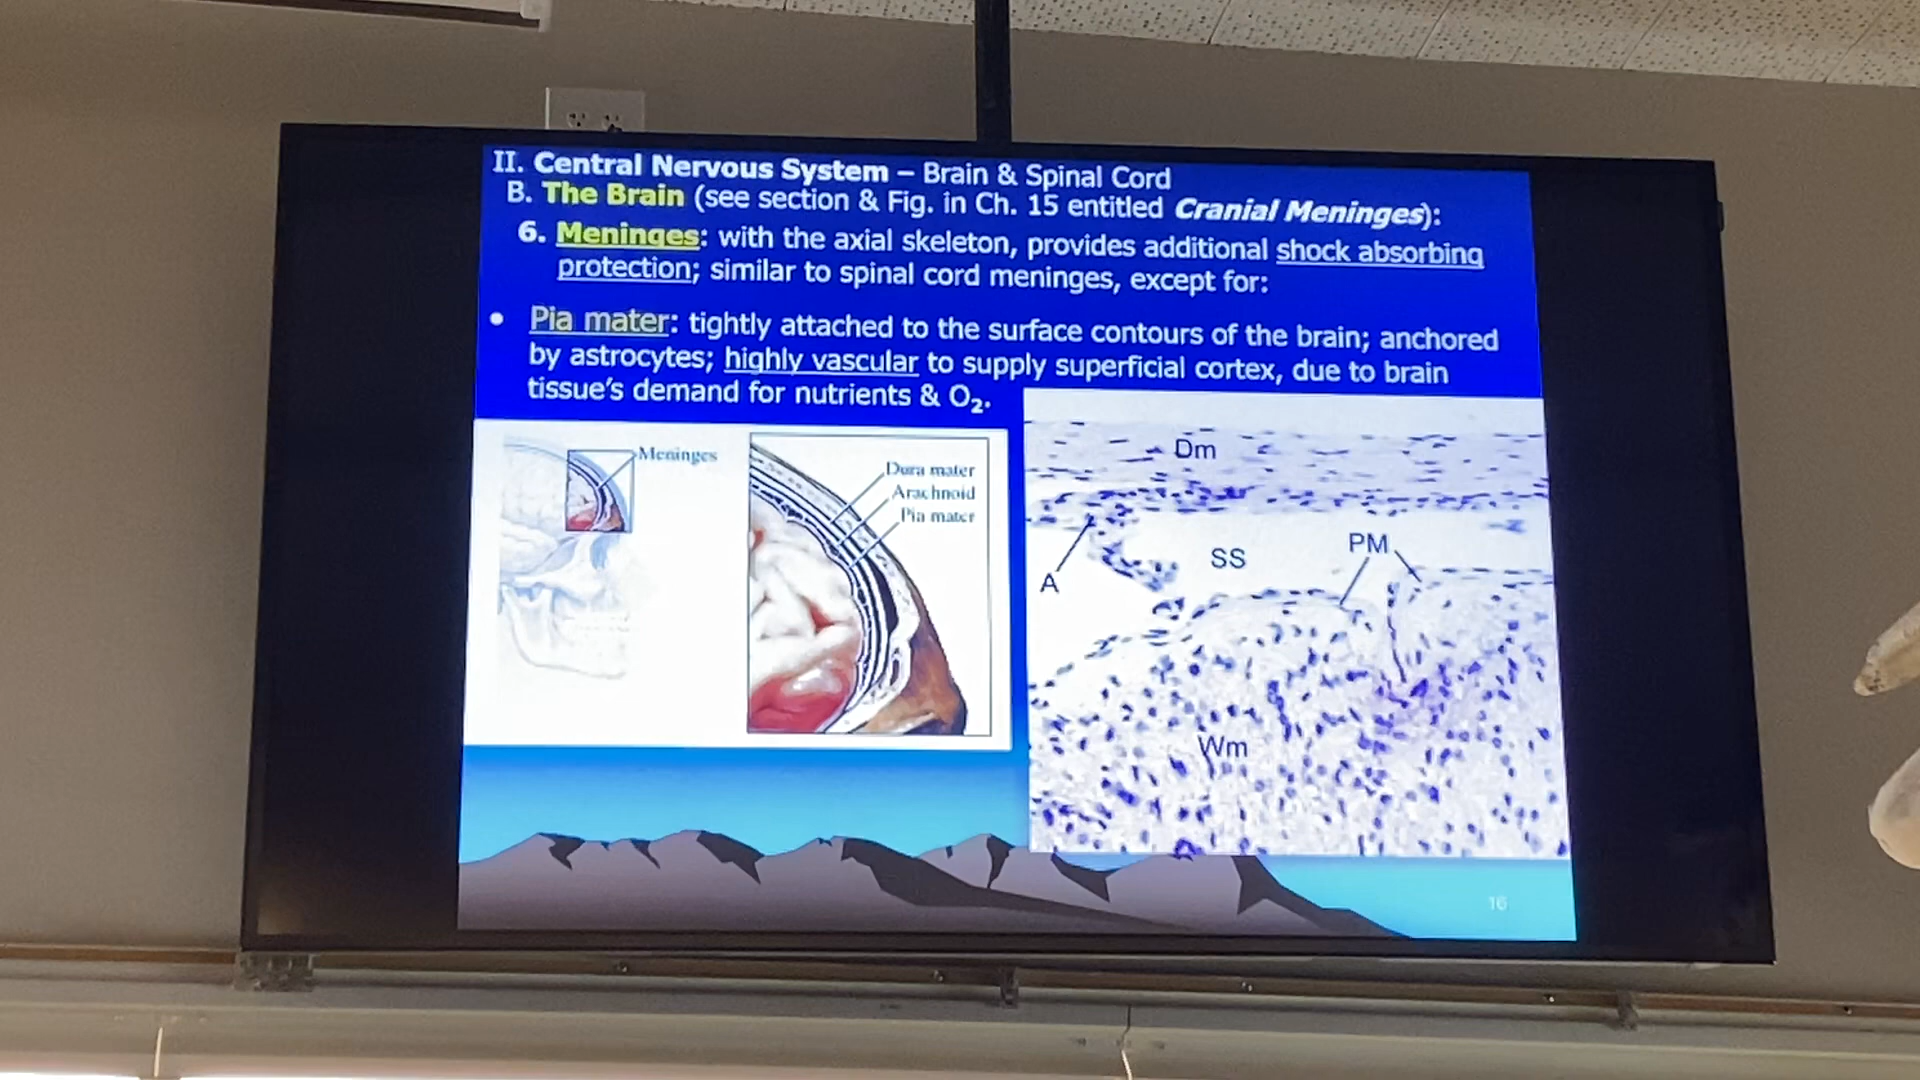 II. Central Nervous System – Brain & Spinal Cord
B. The Brain (see section & Fig. in Ch. 15 entitled Cranial Meninges):
6. Meninges: with the axial skeleton, provides additional shock absorbing
protection; similar to spinal cord meninges, except for:
• Pia mater: tightly attached to the surface contours of the brain; anchored
by astrocytes; highly vascular to supply superficial cortex, due to brain
tissue's demand for nutrients & O₂.
Meninges
Dura mater
Arachnoid
Pia mater
Dm
A
SS
PM
Wm
16